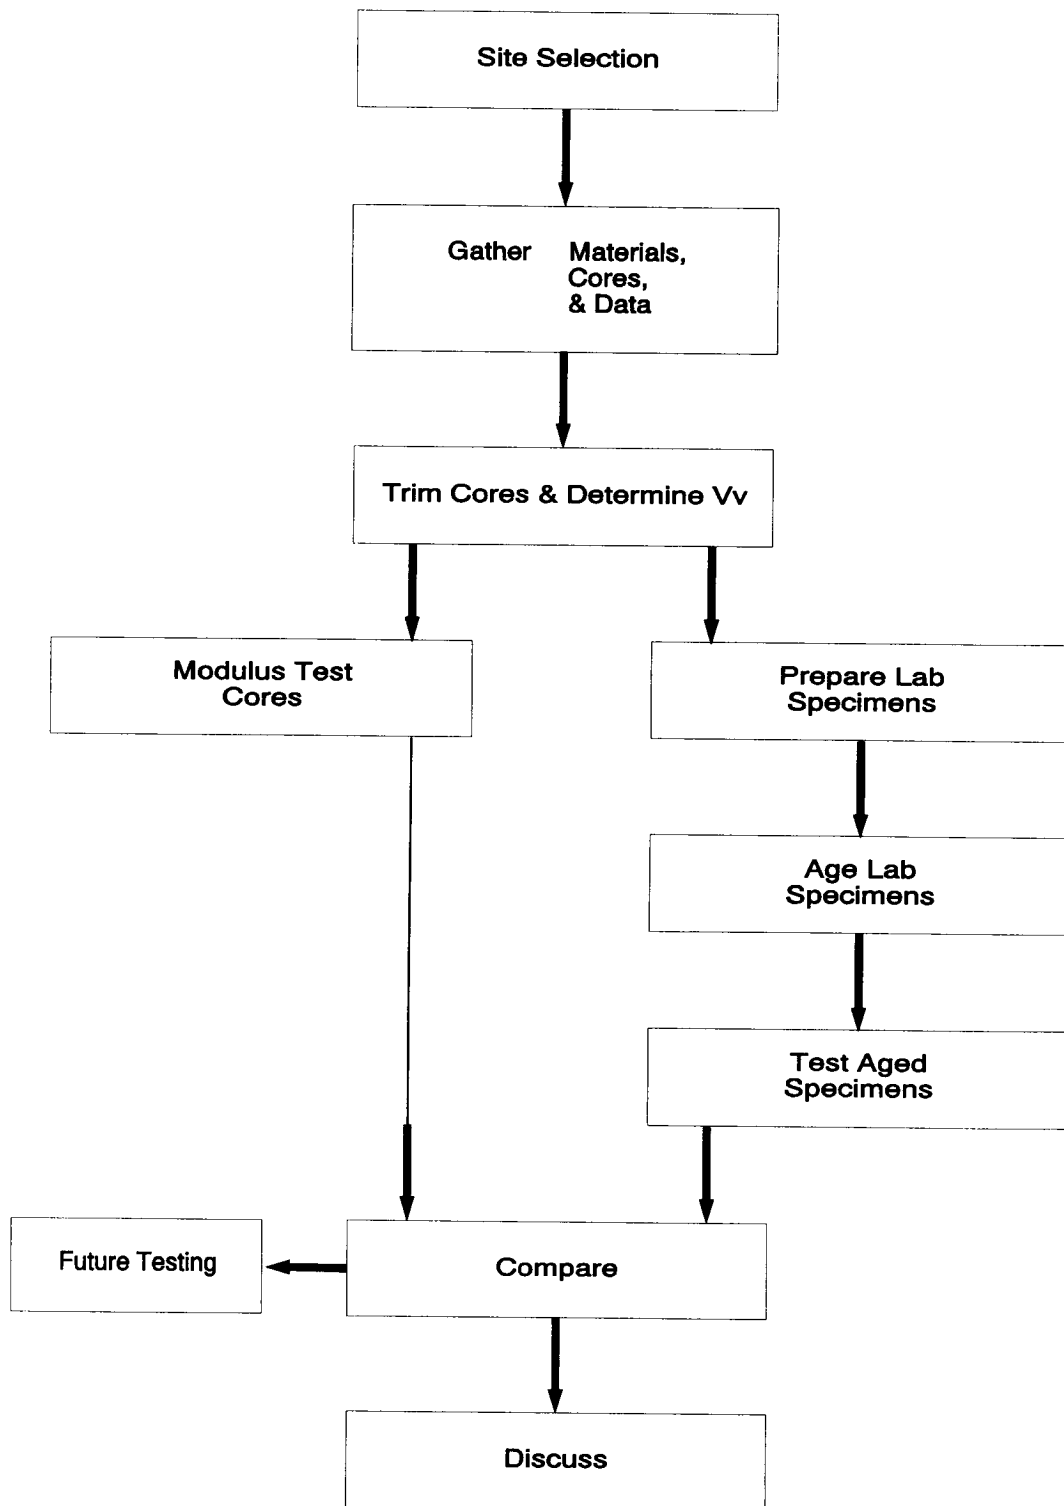 Site Selection
Gather Materials,
Cores,
& Data
Trim Cores & Determine Vv
Modulus Test
Cores
Prepare Lab
Specimens
Age Lab
Specimens
Test Aged
Specimens
Future Testing
Compare
Discuss